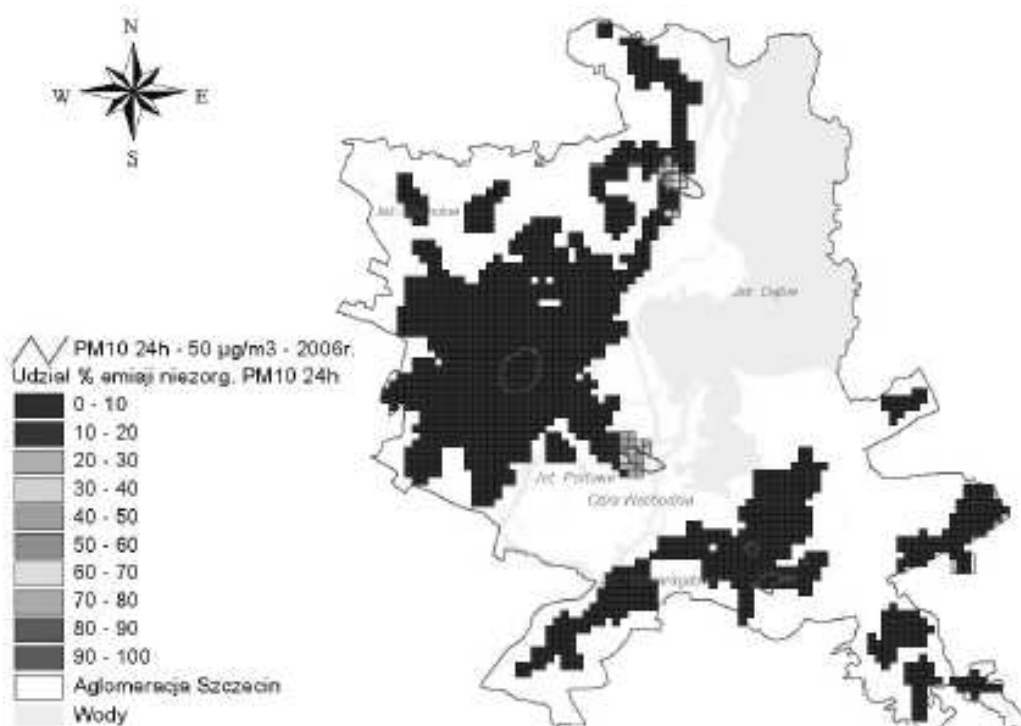 N
W E
S
Jez. Dąbie
PM10 24h - 50 µg/m3 - 2006r.
Udział % emisji niezorg. PM10 24h
0 - 10
10 - 20
20 - 30
30 - 40
40 - 50
50 - 60
60 - 70
70 - 80
80 - 90
90 - 100
Aglomeracja Szczecin
Wody
Odra Wschodnia